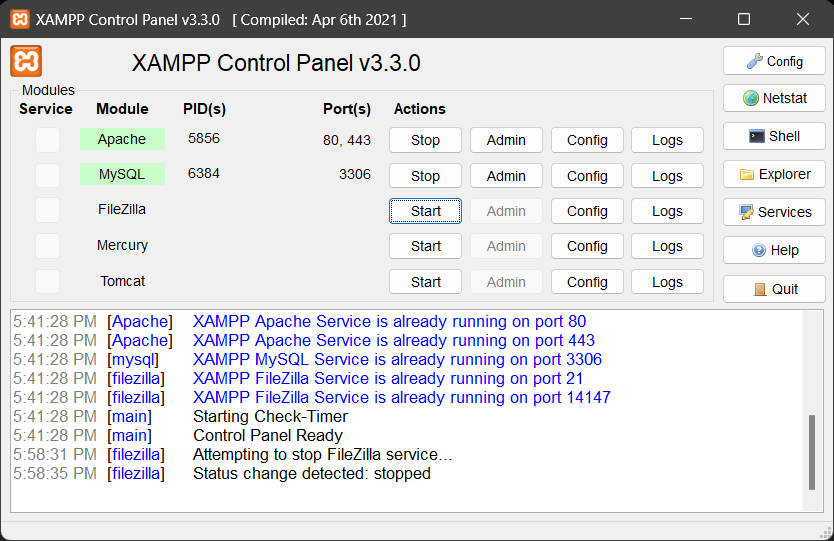 XAMPP Control Panel v3.3.0 [ Compiled: Apr 6th 2021 ]
XAMPP Control Panel v3.3.0
Config
Modules
Service Module PID(s) Port(s) Actions
Netstat
Apache 5856 80, 443 Stop Admin Config Logs
Shell
MySQL 6384 3306 Stop Admin Config Logs
Explorer
FileZilla Start Admin Config Logs
Services
Mercury Start Admin Config Logs
Help
Tomcat Start Admin Config Logs
Quit
5:41:28 PM [Apache] XAMPP Apache Service is already running on port 80
5:41:28 PM [Apache] XAMPP Apache Service is already running on port 443
5:41:28 PM [mysql] XAMPP MySQL Service is already running on port 3306
5:41:28 PM [filezilla] XAMPP FileZilla Service is already running on port 21
5:41:28 PM [filezilla] XAMPP FileZilla Service is already running on port 14147
5:41:28 PM [main] Starting Check-Timer
5:41:28 PM [main] Control Panel Ready
5:58:31 PM [filezilla] Attempting to stop FileZilla service...
5:58:35 PM [filezilla] Status change detected: stopped